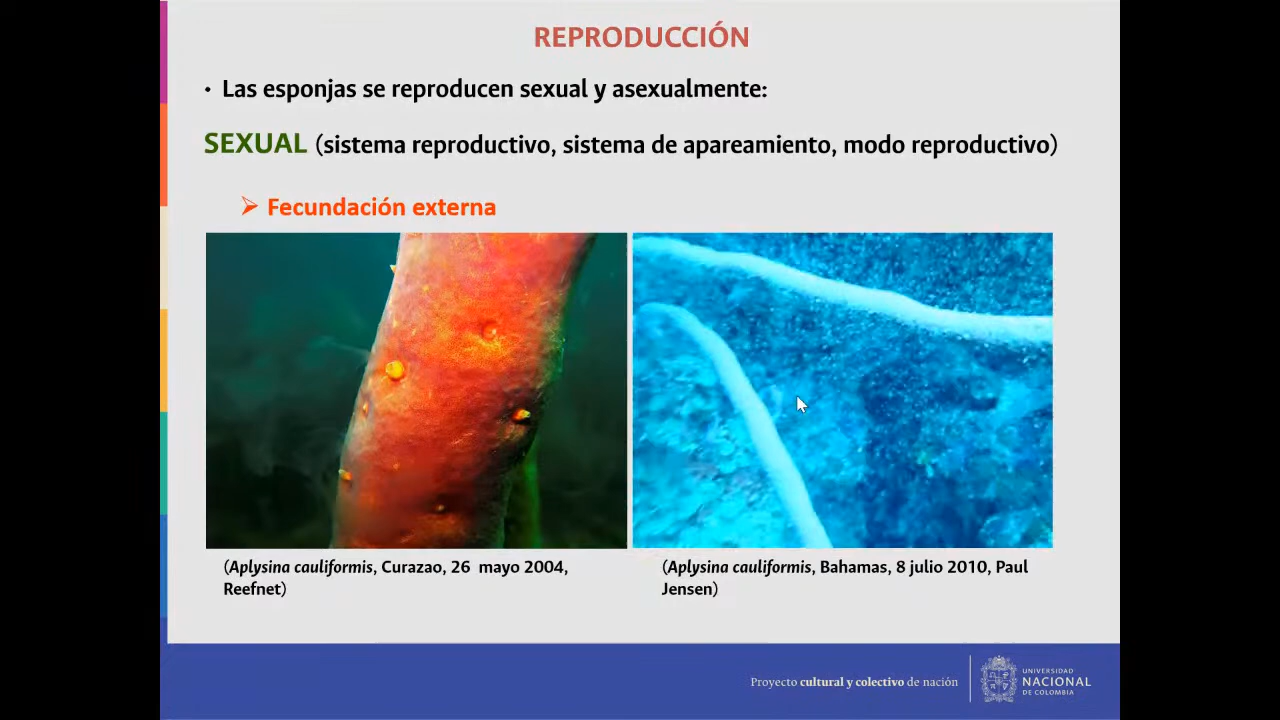 REPRODUCCIÓN
• Las esponjas se reproducen sexual y asexualmente:
SEXUAL (sistema reproductivo, sistema de apareamiento, modo reproductivo)
➢ Fecundación externa
(Aplysina cauliformis, Curazao, 26 mayo 2004,
Reefnet)
(Aplysina cauliformis, Bahamas, 8 julio 2010, Paul
Jensen)
Proyecto cultural y colectivo de nación
UNIVERSIDAD
NACIONAL
DE COLOMBIA